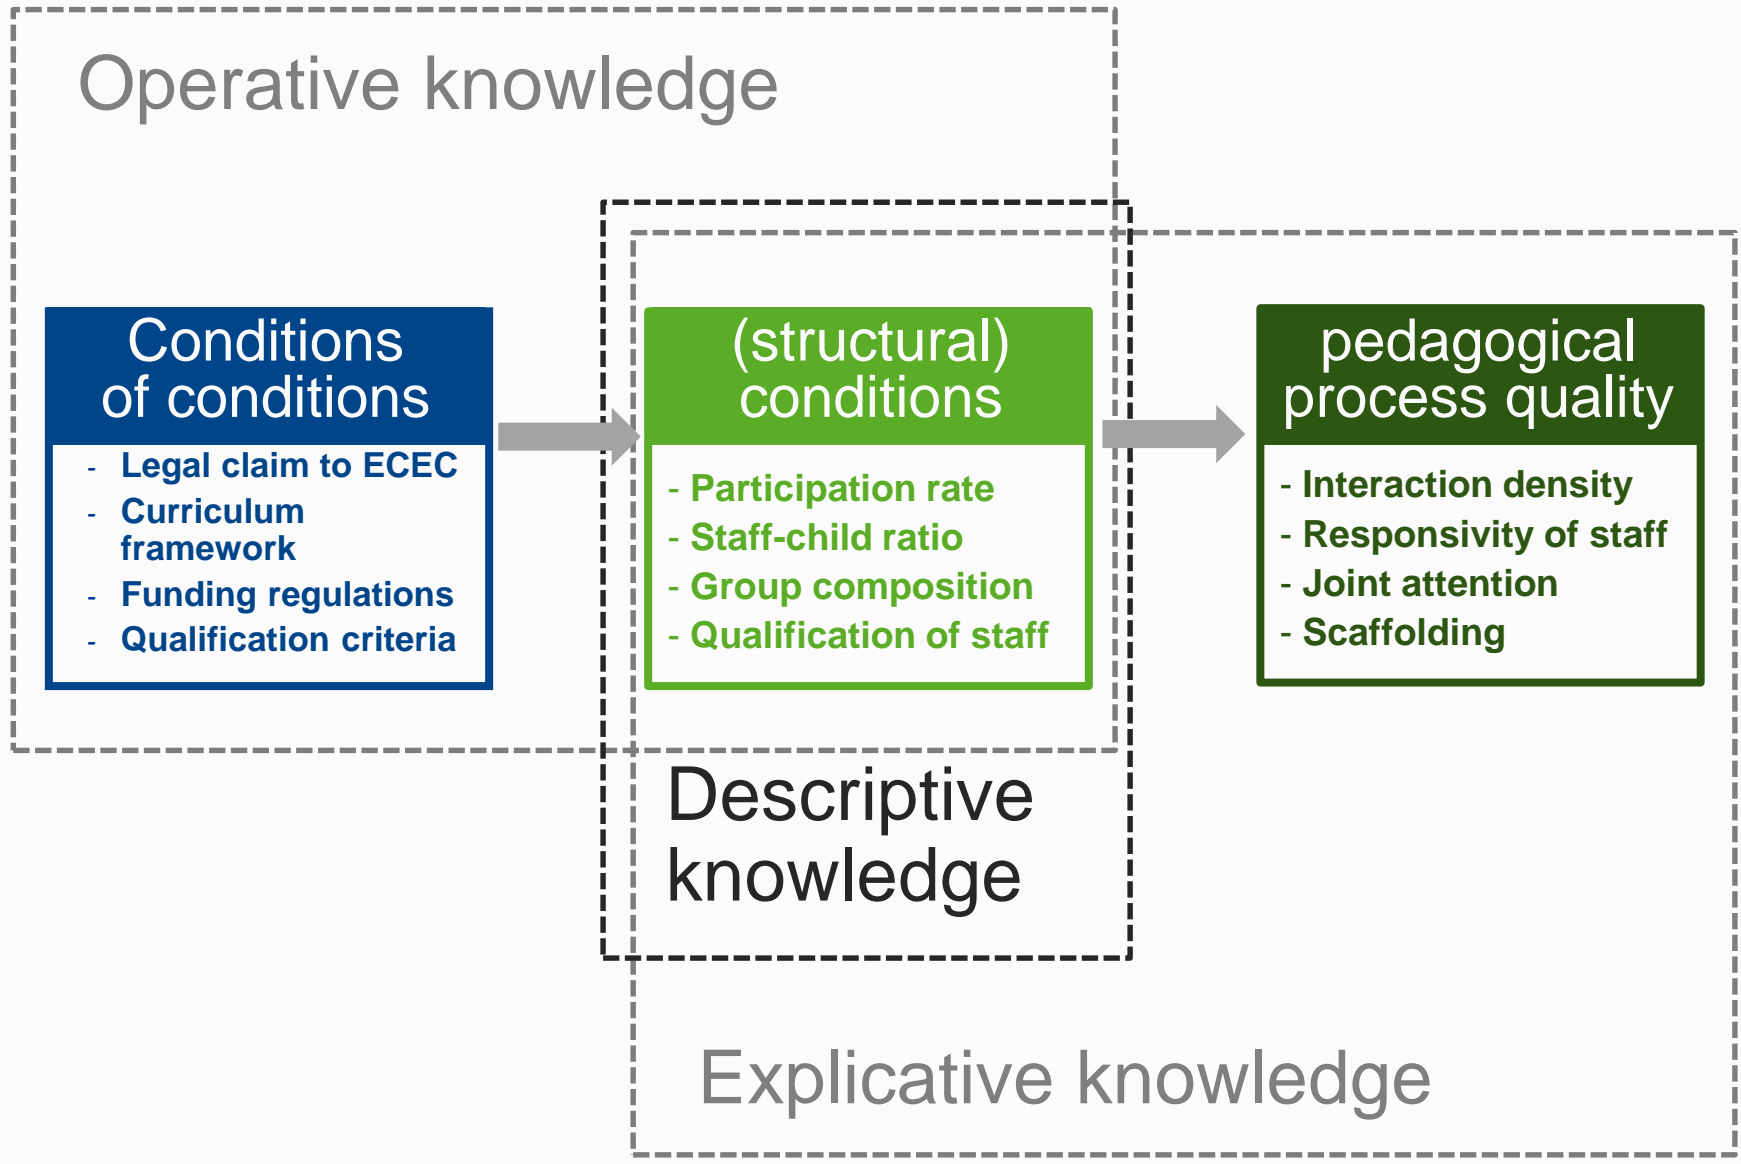 Operative knowledge
Conditions
of conditions
- Legal claim to ECEC
- Curriculum
framework
- Funding regulations
- Qualification criteria
(structural)
conditions
- Participation rate
- Staff-child ratio
- Group composition
- Qualification of staff
pedagogical
process quality
- Interaction density
- Responsivity of staff
- Joint attention
- Scaffolding
Descriptive
knowledge
Explicative knowledge